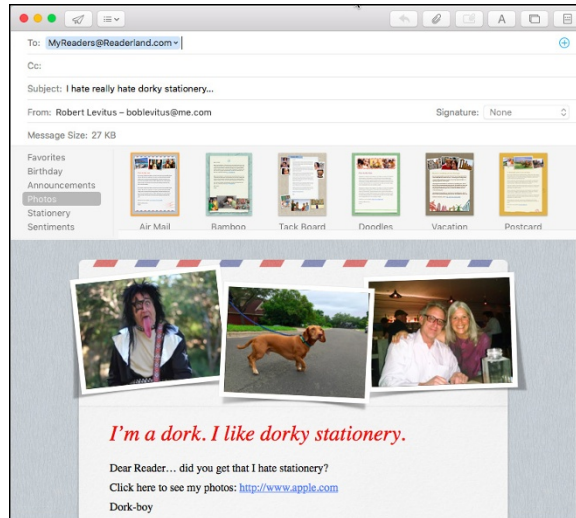 To: MyReaders@Readerland.com
Cc:
Subject: I hate really hate dorky stationery...
From: Robert Levitus – boblevitus@me.com Signature: None
Message Size: 27 KB
Favorites
Birthday
Announcements
Photos
Stationery
Sentiments
Air Mail Bamboo Tack Board Doodles Vacation Postcard
I'm a dork. I like dorky stationery.
Dear Reader… did you get that I hate stationery?
Click here to see my photos: http://www.apple.com
Dork-boy